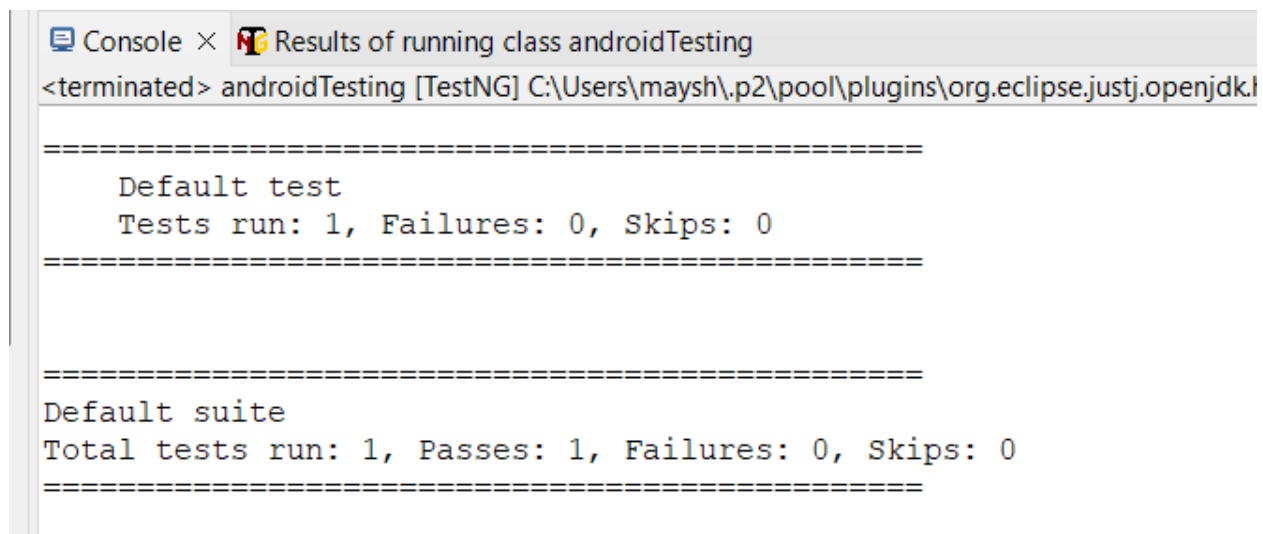 Console × Results of running class androidTesting
<terminated> androidTesting [TestNG] C:\Users\maysh\.p2\pool\plugins\org.eclipse.justj.openjdk.
===============================================
Default test
Tests run: 1, Failures: 0, Skips: 0
===============================================
===============================================
Default suite
Total tests run: 1, Passes: 1, Failures: 0, Skips: 0
===============================================